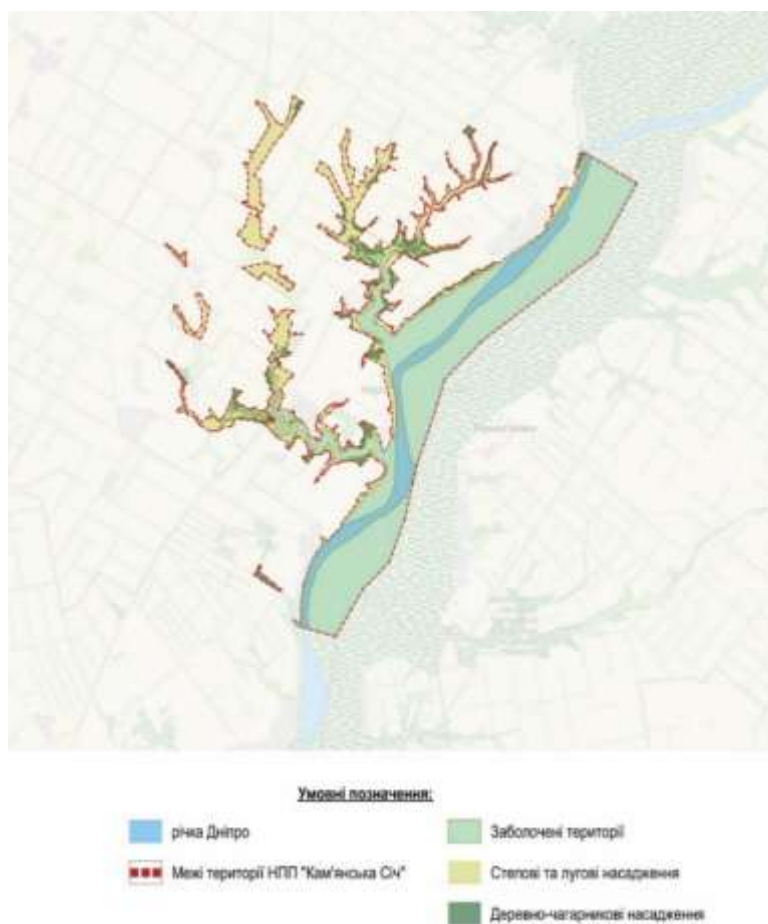 Умовні позначення:
річка Дніпро
Заболочені території
Межі території НПП "Кам'янська Січ"
Степові та лугові насадження
Деревно-чагарникові насадження